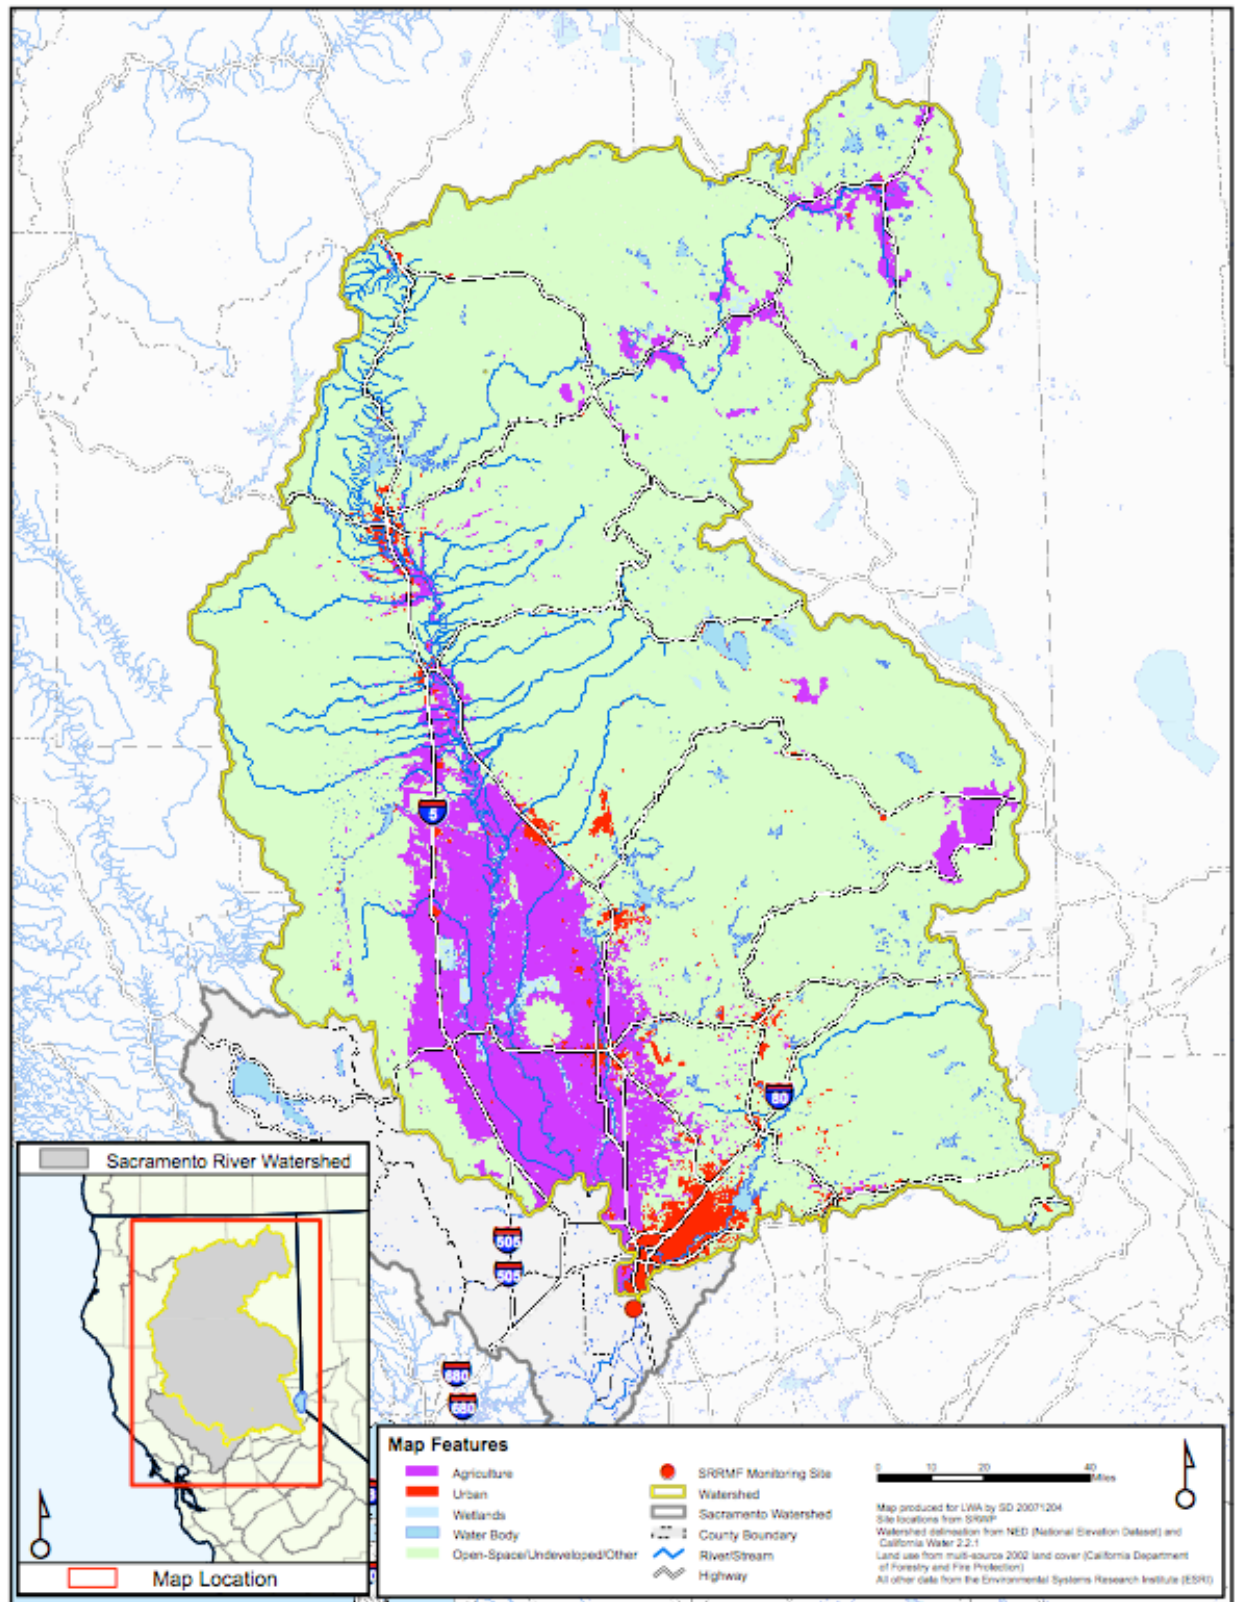 5
80
505
505
680
680
Sacramento River Watershed
Map Location
Map Features
Agriculture
Urban
Wetlands
Water Body
Open-Space/Undeveloped/Other
SRRMF Monitoring Site
Watershed
Sacramento Watershed
County Boundary
River/Stream
Highway
0 10 20 40
Miles
Map produced for LWA by SD 20071204
Site locations from SRWP
Watershed delineation from NED (National Elevation Dataset) and
California Water 2.2.1
Land use from multi-source 2002 land cover (California Department
of Forestry and Fire Protection)
All other data from the Environmental Systems Research Institute (ESRI)